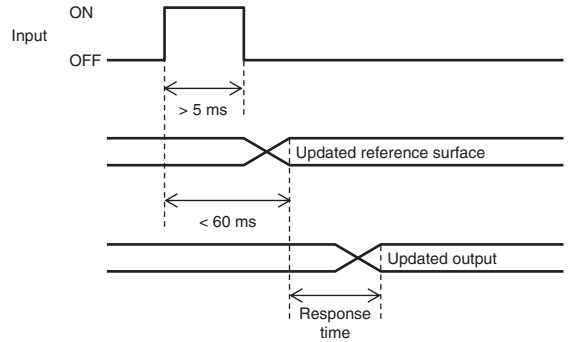 ON
Input
OFF
> 5 ms
Updated reference surface
< 60 ms
Updated output
Response
time